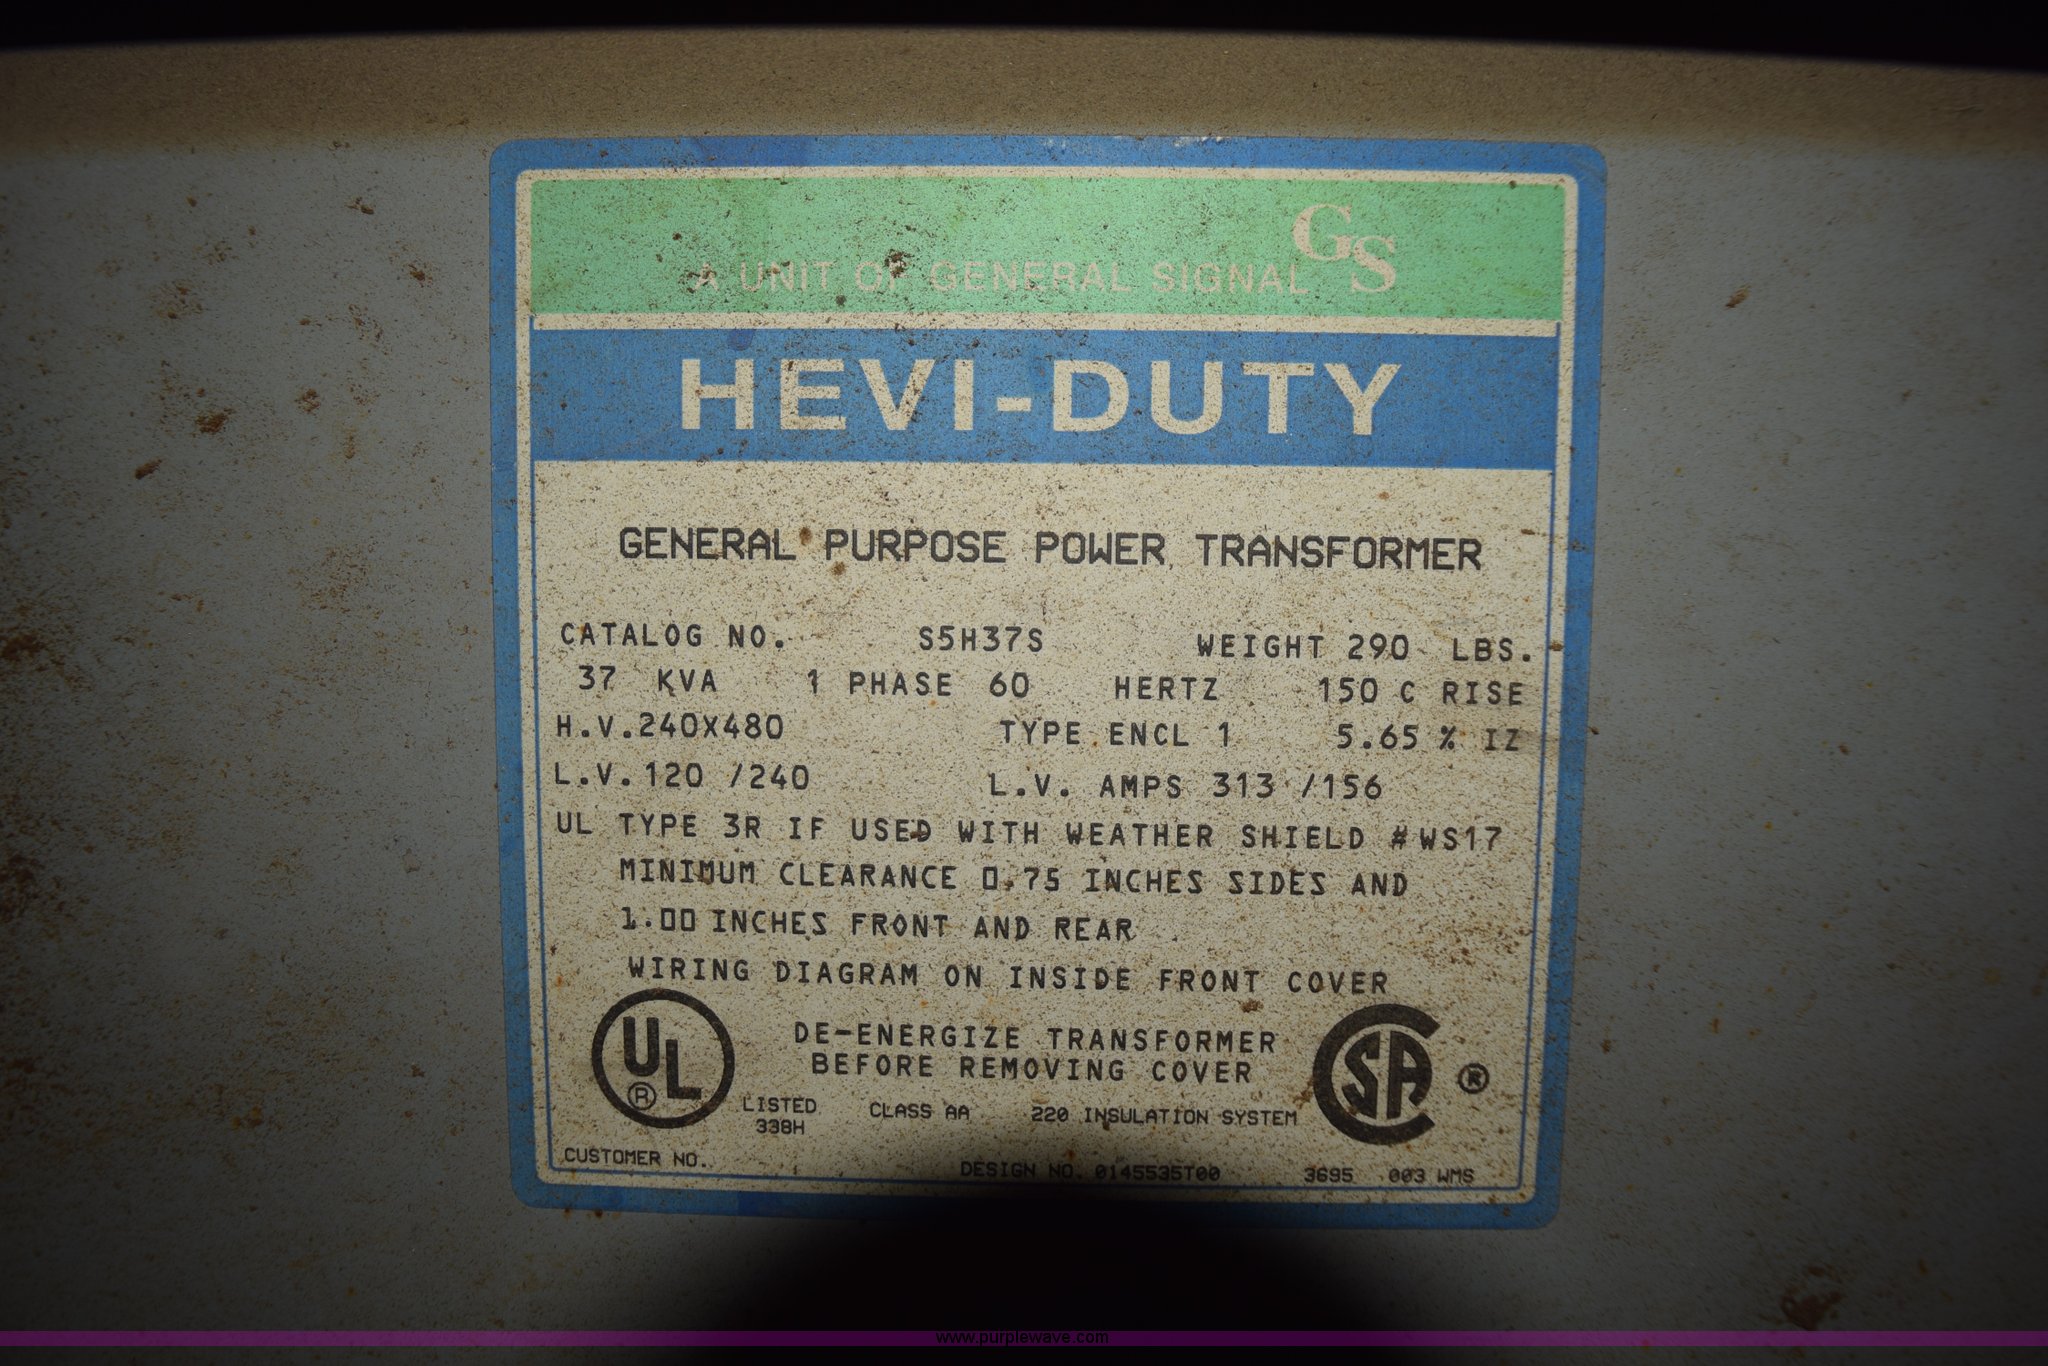 GS
A UNIT OF GENERAL SIGNAL
HEVI-DUTY
GENERAL PURPOSE POWER TRANSFORMER
CATALOG NO. S5H37S WEIGHT 290 LBS.
37 KVA 1 PHASE 60 HERTZ 150 C RISE
H.V.240X480 TYPE ENCL 1 5.65 % IZ
L.V.120 /240 L.V. AMPS 313 /156
UL TYPE 3R IF USED WITH WEATHER SHIELD #WS17
MINIMUM CLEARANCE 0.75 INCHES SIDES AND
1.00 INCHES FRONT AND REAR
WIRING DIAGRAM ON INSIDE FRONT COVER
DE-ENERGIZE TRANSFORMER
BEFORE REMOVING COVER
UL ® SA ®
LISTED CLASS AA 220 INSULATION SYSTEM
338H
CUSTOMER NO. DESIGN NO. 0145535T00 3695 003 WMS
www.purplewave.com